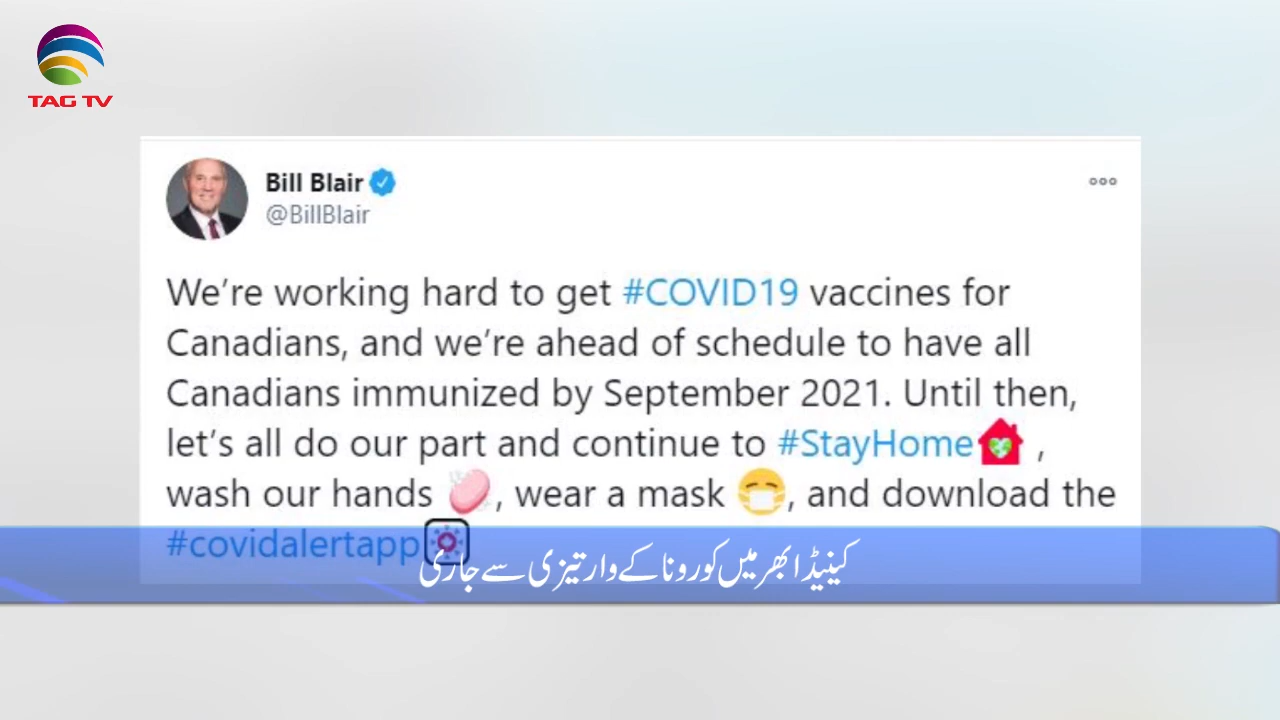 TAG TV
Bill Blair
@BillBlair
We’re working hard to get #COVID19 vaccines for
Canadians, and we’re ahead of schedule to have all
Canadians immunized by September 2021. Until then,
let’s all do our part and continue to #StayHome ,
wash our hands , wear a mask , and download the
#covidalertapp
کینیڈا بھر میں کورونا کے وار تیزی سے جاری